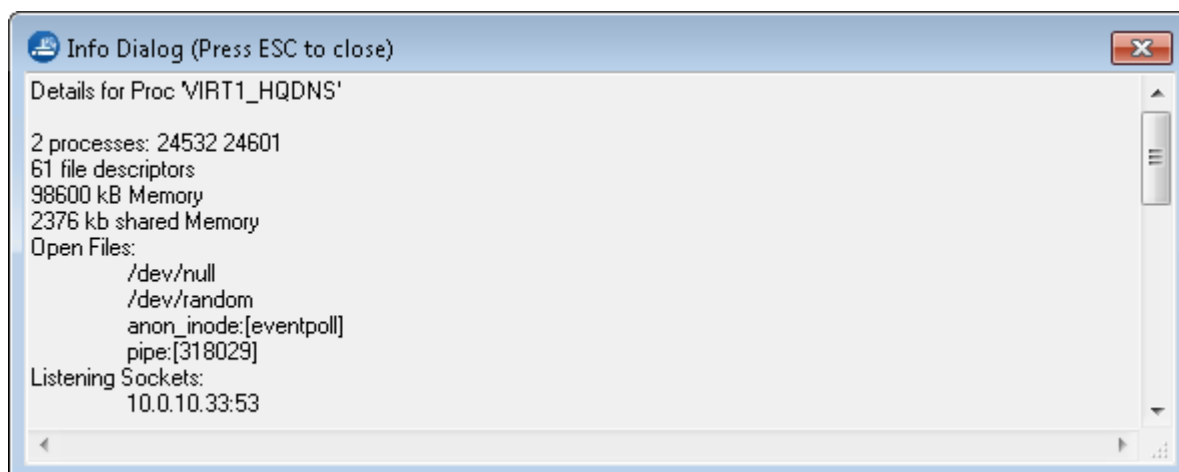 Info Dialog (Press ESC to close)
Details for Proc 'VIRT1_HQDNS'
2 processes: 24532 24601
61 file descriptors
98600 kB Memory
2376 kb shared Memory
Open Files:
/dev/null
/dev/random
anon_inode:[eventpoll]
pipe:[318029]
Listening Sockets:
10.0.10.33:53